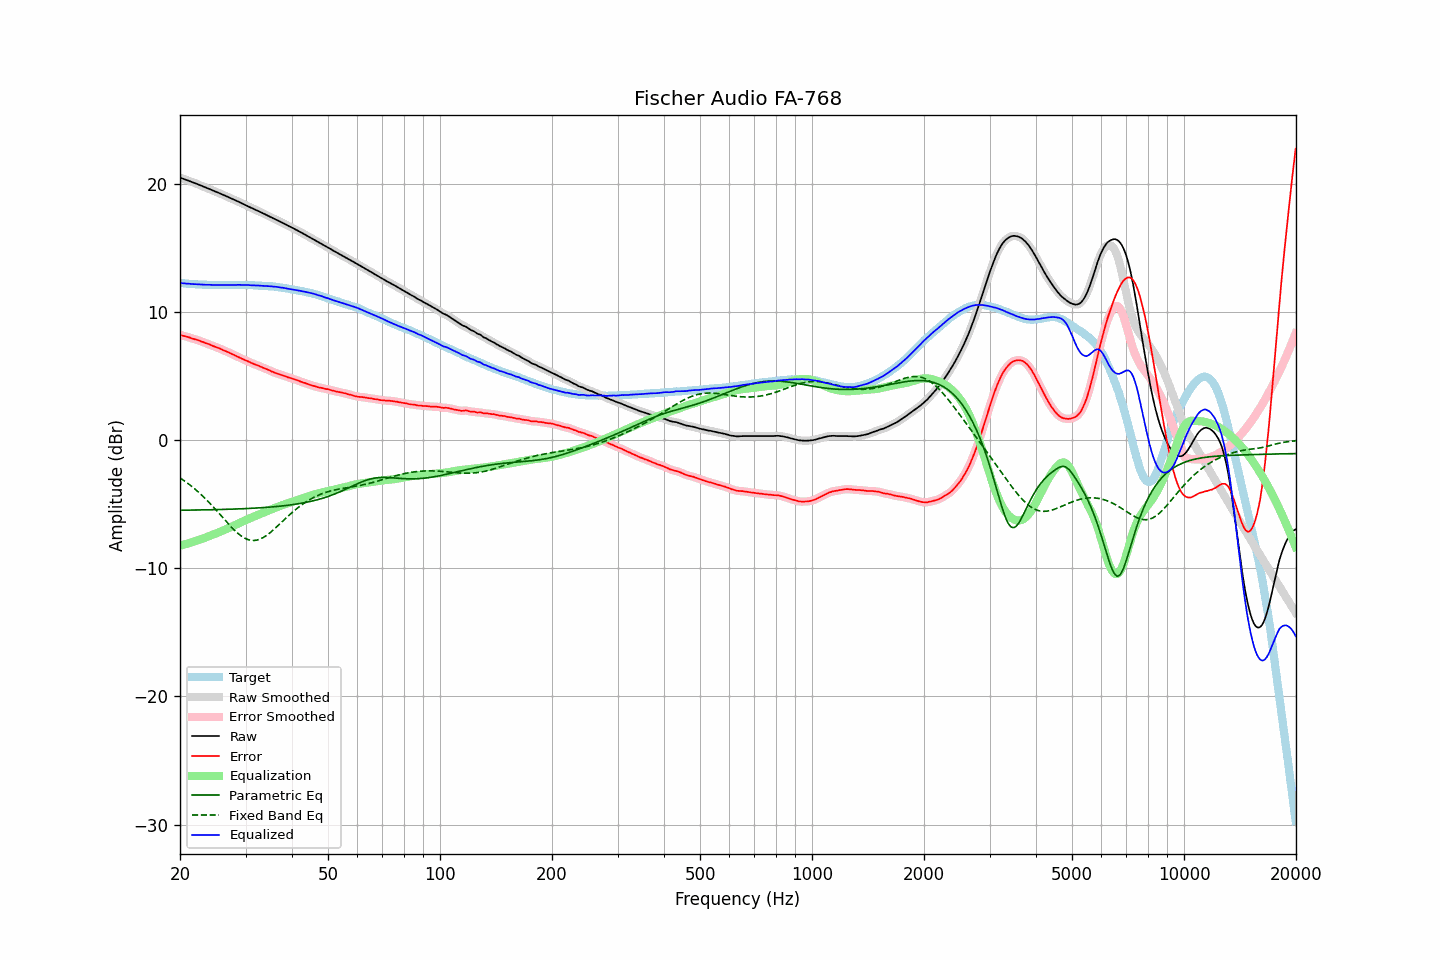 Fischer Audio FA-768
Amplitude (dBr)
20
10
0
−10
−20
−30
Target
Raw Smoothed
Error Smoothed
Raw
Error
Equalization
Parametric Eq
Fixed Band Eq
Equalized
20 50 100 200 500 1000 2000 5000 10000 20000
Frequency (Hz)